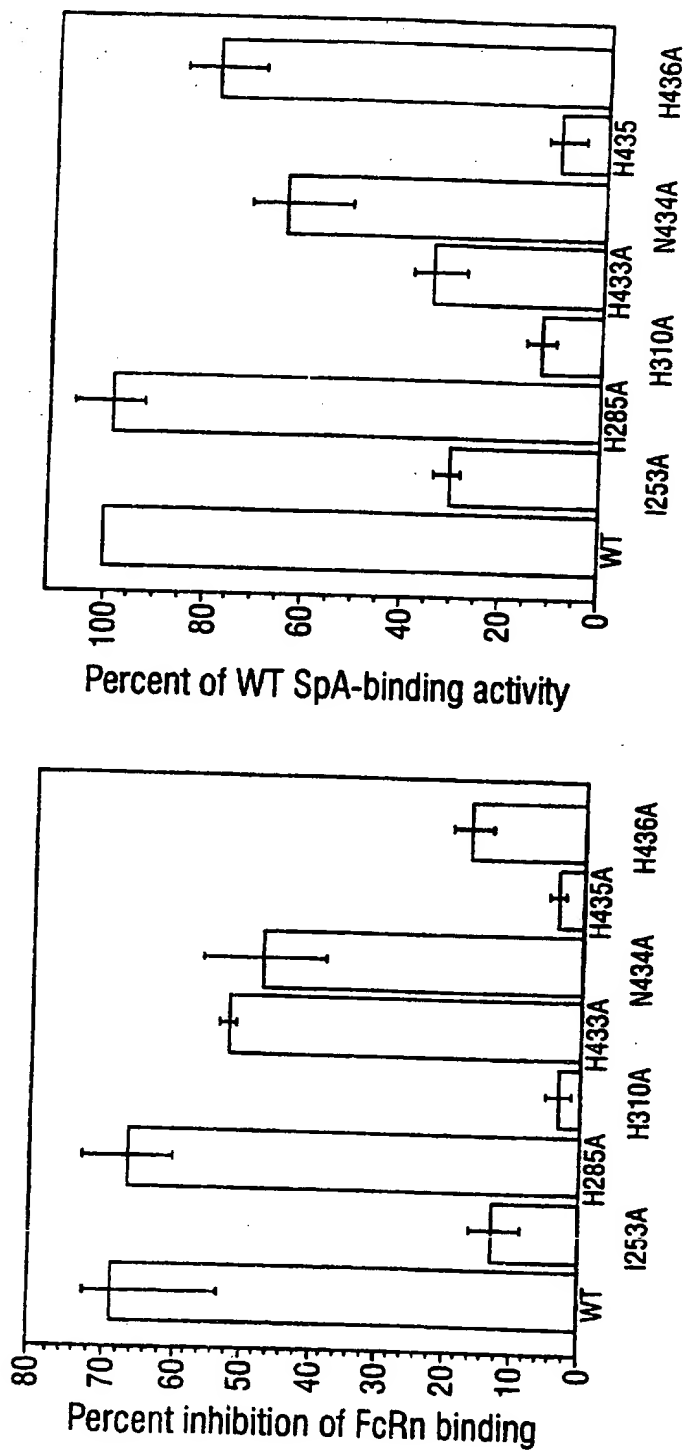 Percent inhibition of FcRn binding
80
70
60
50
40
30
20
10
0
WT
I253A
H285A
H310A
H433A
N434A
H435A
H436A
Percent of WT SpA-binding activity
100
80
60
40
20
0
WT
I253A
H285A
H310A
H433A
N434A
H435
H436A